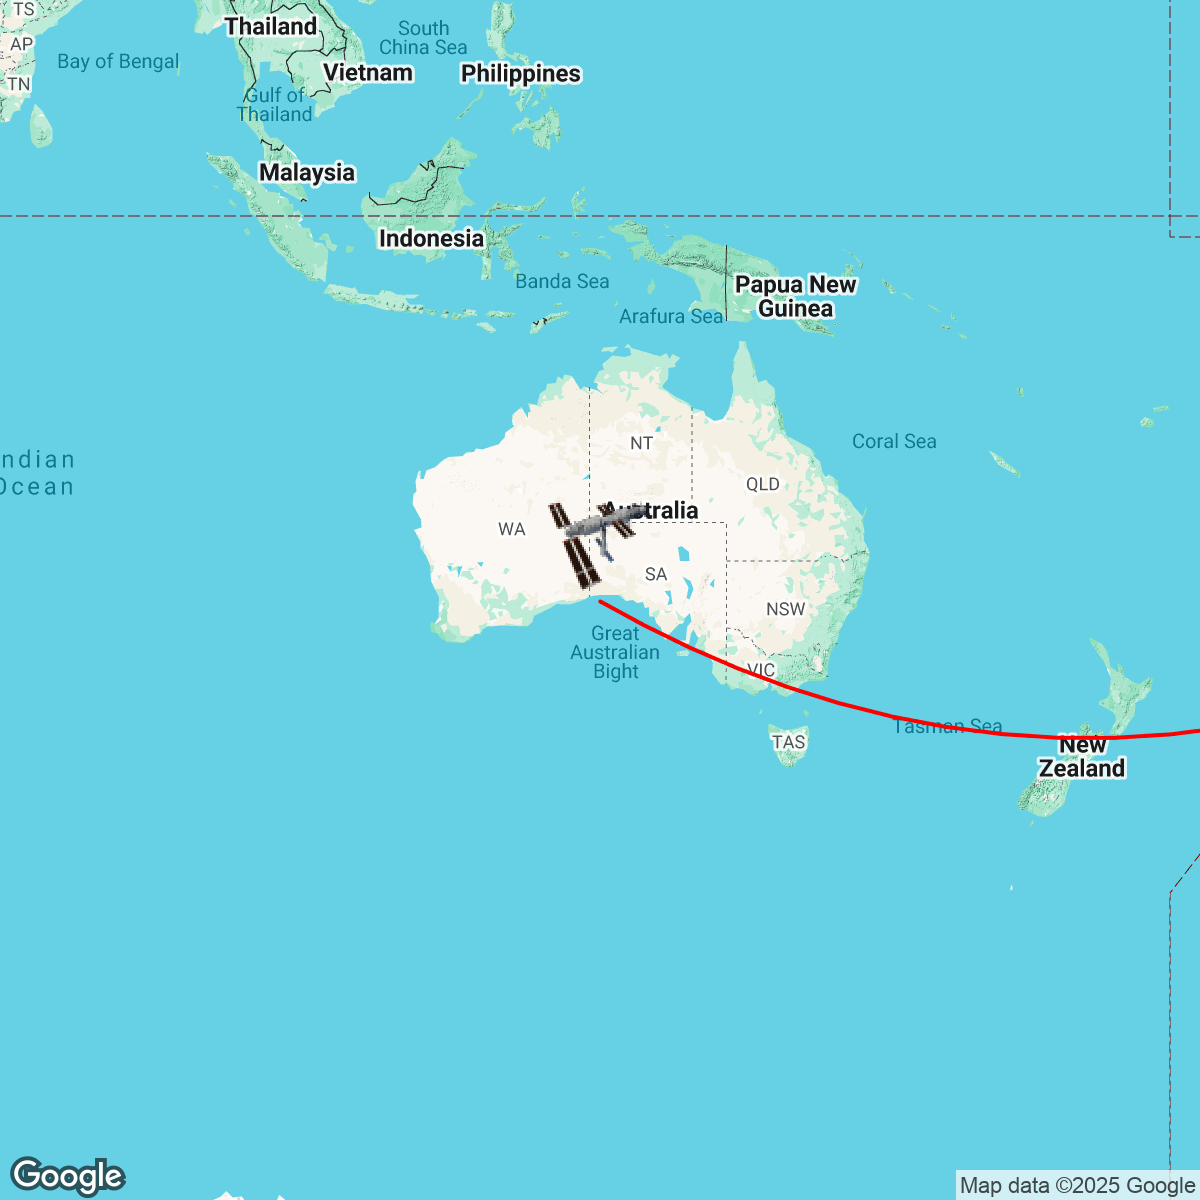 TS
Thailand
South
China Sea
AP
Bay of Bengal
Vietnam
Philippines
TN
Gulf of
Thailand
Malaysia
Indonesia
Banda Sea
Papua New
Guinea
Arafura Sea
NT
Coral Sea
ndian
Ocean
QLD
Australia
WA
SA
NSW
Great
Australian
Bight
VIC
Tasman Sea
TAS
New
Zealand
Google
Map data ©2025 Google